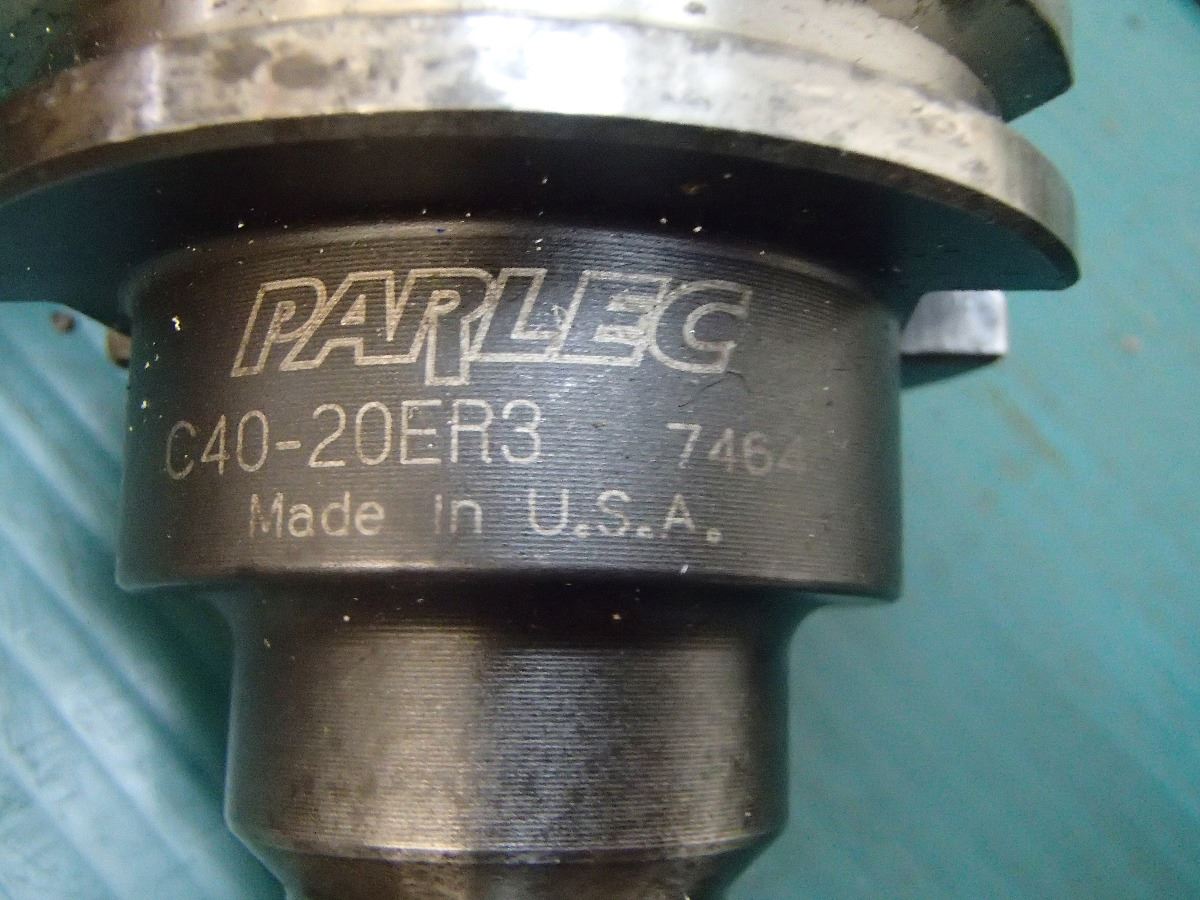 PARLEC
C40-20ER3 7464
Made in U.S.A.